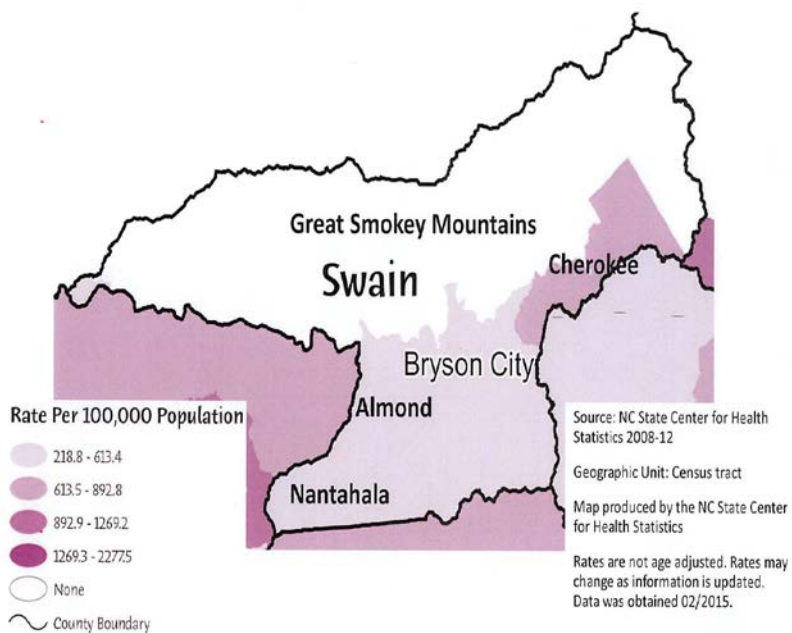 Great Smokey Mountains
Swain
Cherokee
Bryson City
Almond
Nantahala
Rate Per 100,000 Population
218.8 - 613.4
613.5 - 892.8
892.9 - 1269.2
1269.3 - 2277.5
None
County Boundary
Source: NC State Center for Health
Statistics 2008-12
Geographic Unit: Census tract
Map produced by the NC State Center
for Health Statistics
Rates are not age adjusted. Rates may
change as information is updated.
Data was obtained 02/2015.